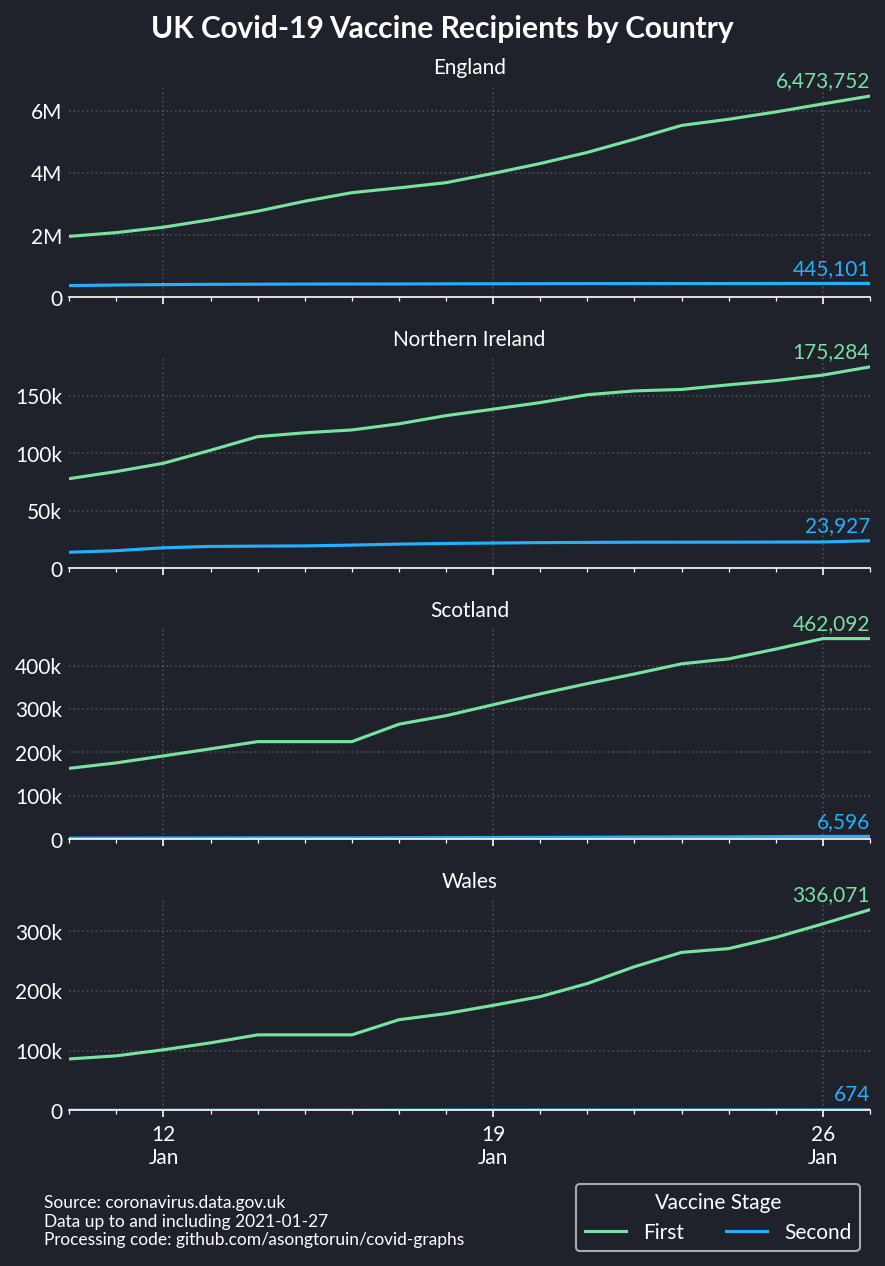 UK Covid-19 Vaccine Recipients by Country
England
6,473,752
6M
4M
2M
445,101
0
Northern Ireland
175,284
150k
100k
50k
23,927
0
Scotland
462,092
400k
300k
200k
100k
6,596
0
Wales
336,071
300k
200k
100k
674
0
12 19 26
Jan Jan Jan
Source: coronavirus.data.gov.uk
Data up to and including 2021-01-27
Processing code: github.com/asongtoruin/covid-graphs
Vaccine Stage
First Second